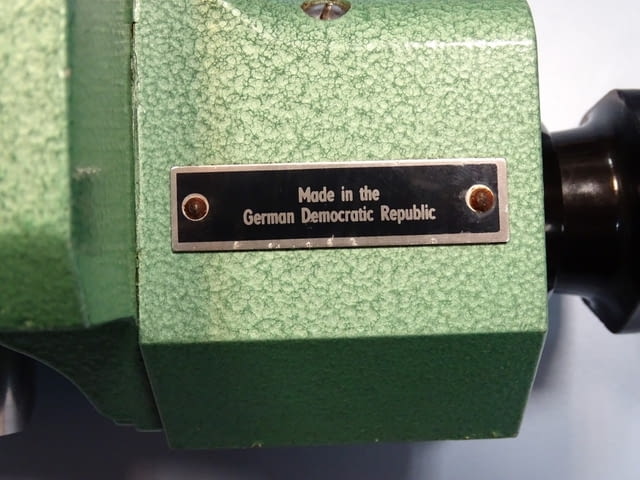 Made in the
German Democratic Republic